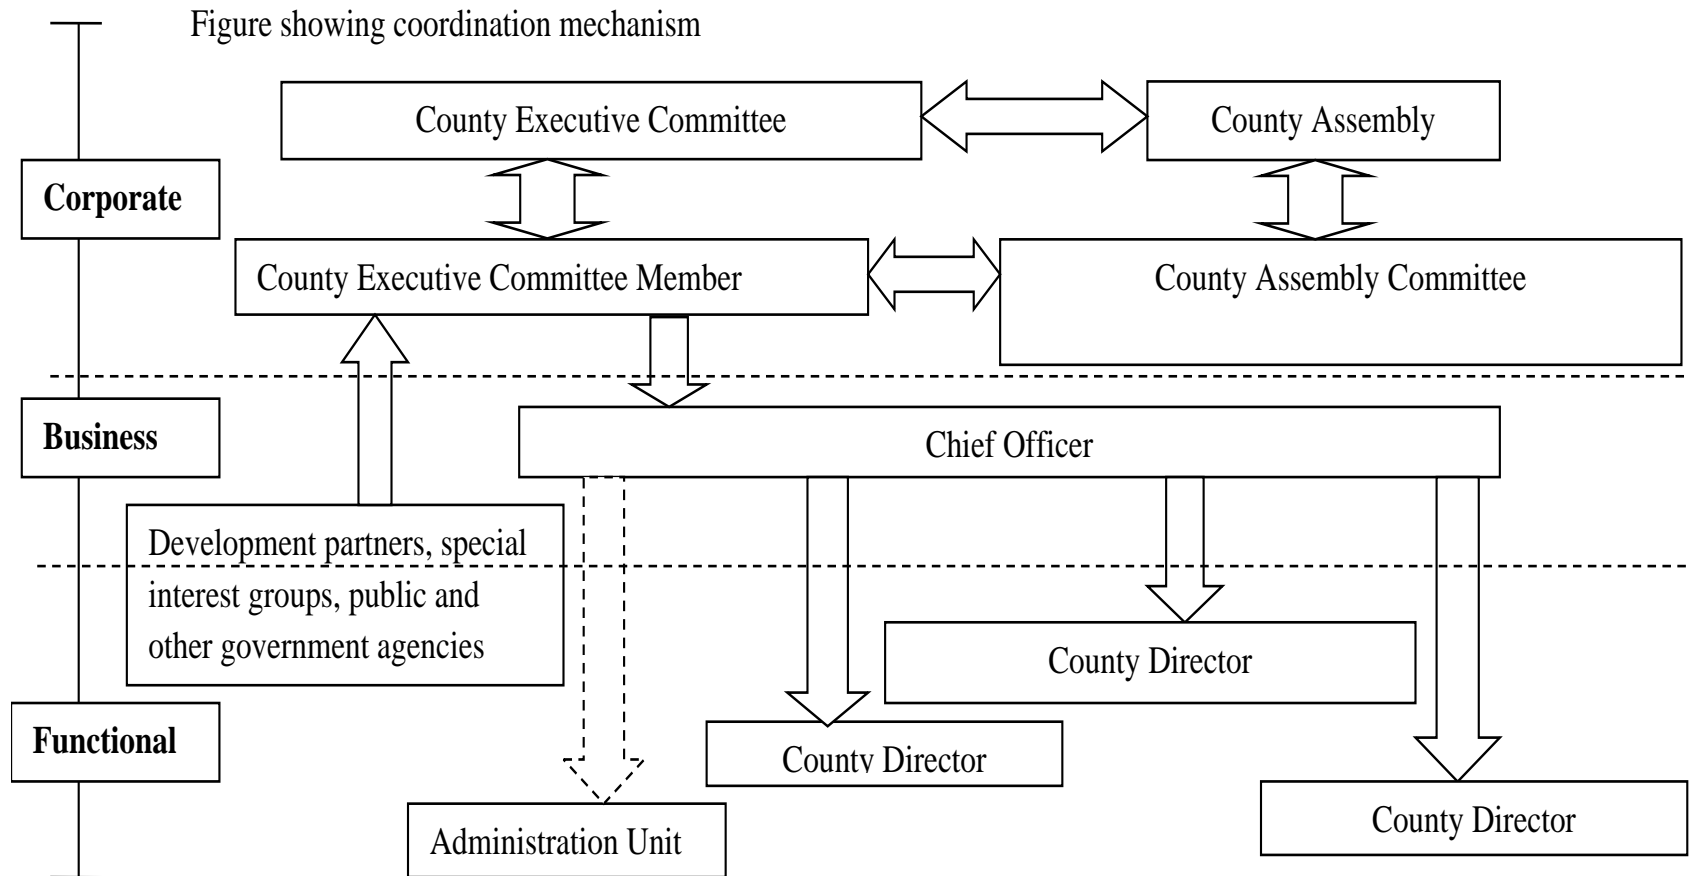 Figure showing coordination mechanism
County Executive Committee
County Assembly
Corporate
County Executive Committee Member
County Assembly Committee
Business
Chief Officer
Development partners, special
interest groups, public and
other government agencies
County Director
Functional
County Director
County Director
Administration Unit